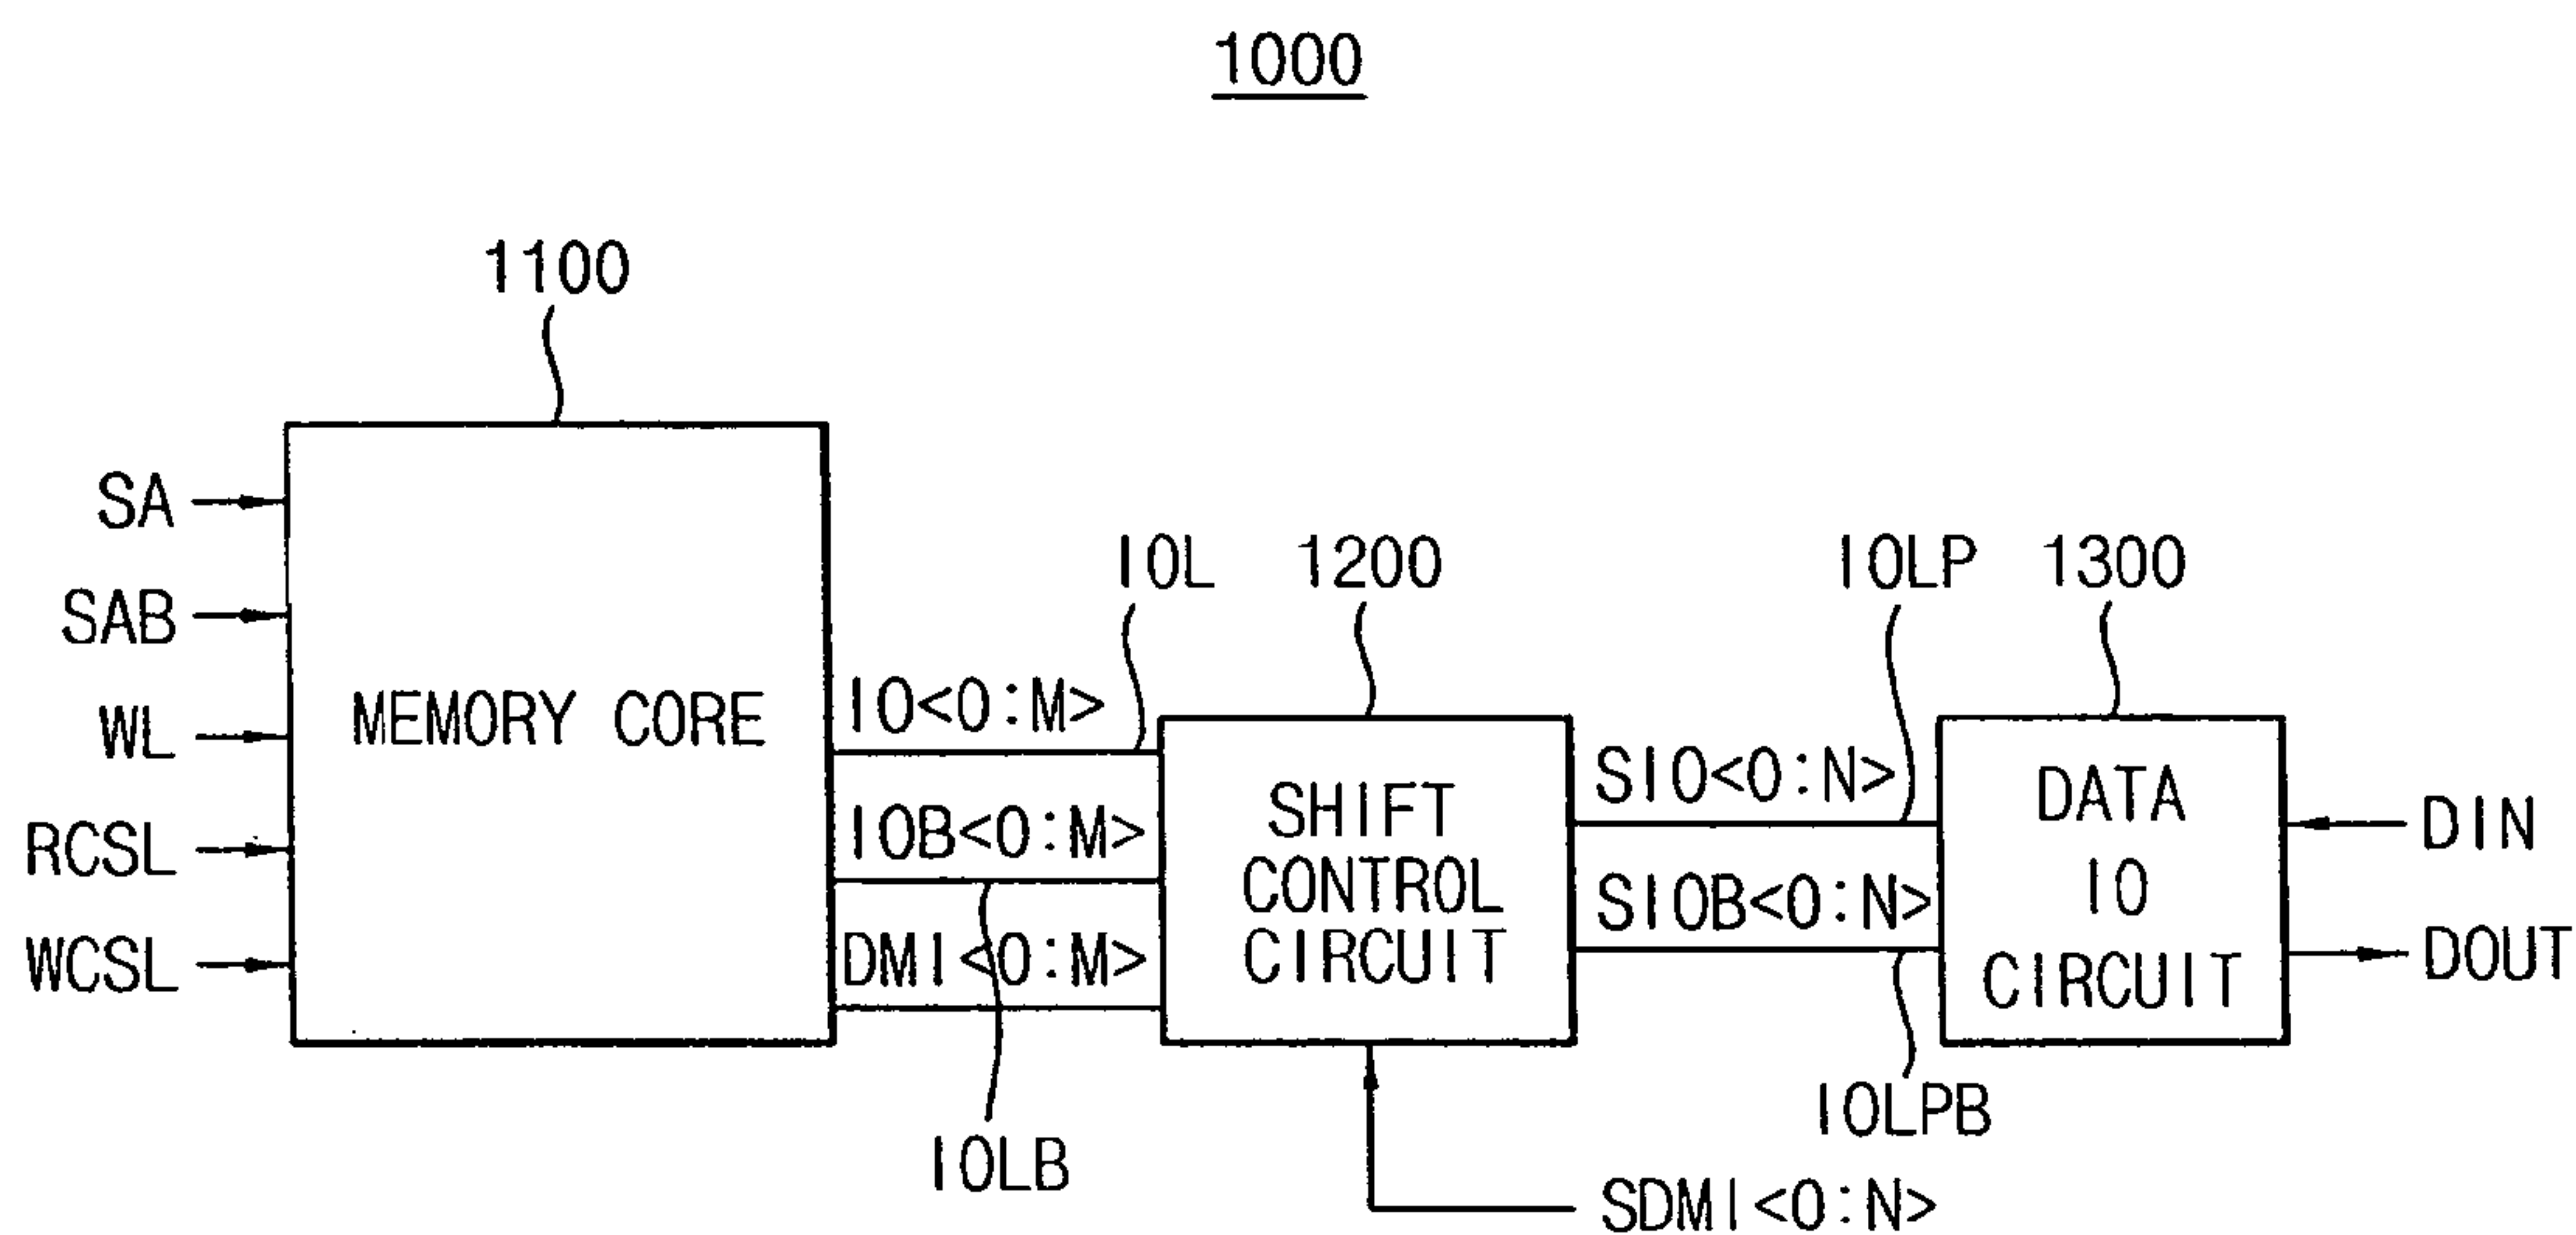 1000
1100
SA
SAB
WL
RCSL
WCSL
MEMORY CORE
IO<0:M>
IOB<0:M>
DMI<0:M>
IOL
IOLB
1200
SHIFT
CONTROL
CIRCUIT
SDMI<0:N>
SIO<0:N>
SIOB<0:N>
IOLP
IOLPB
1300
DATA
IO
CIRCUIT
DIN
DOUT